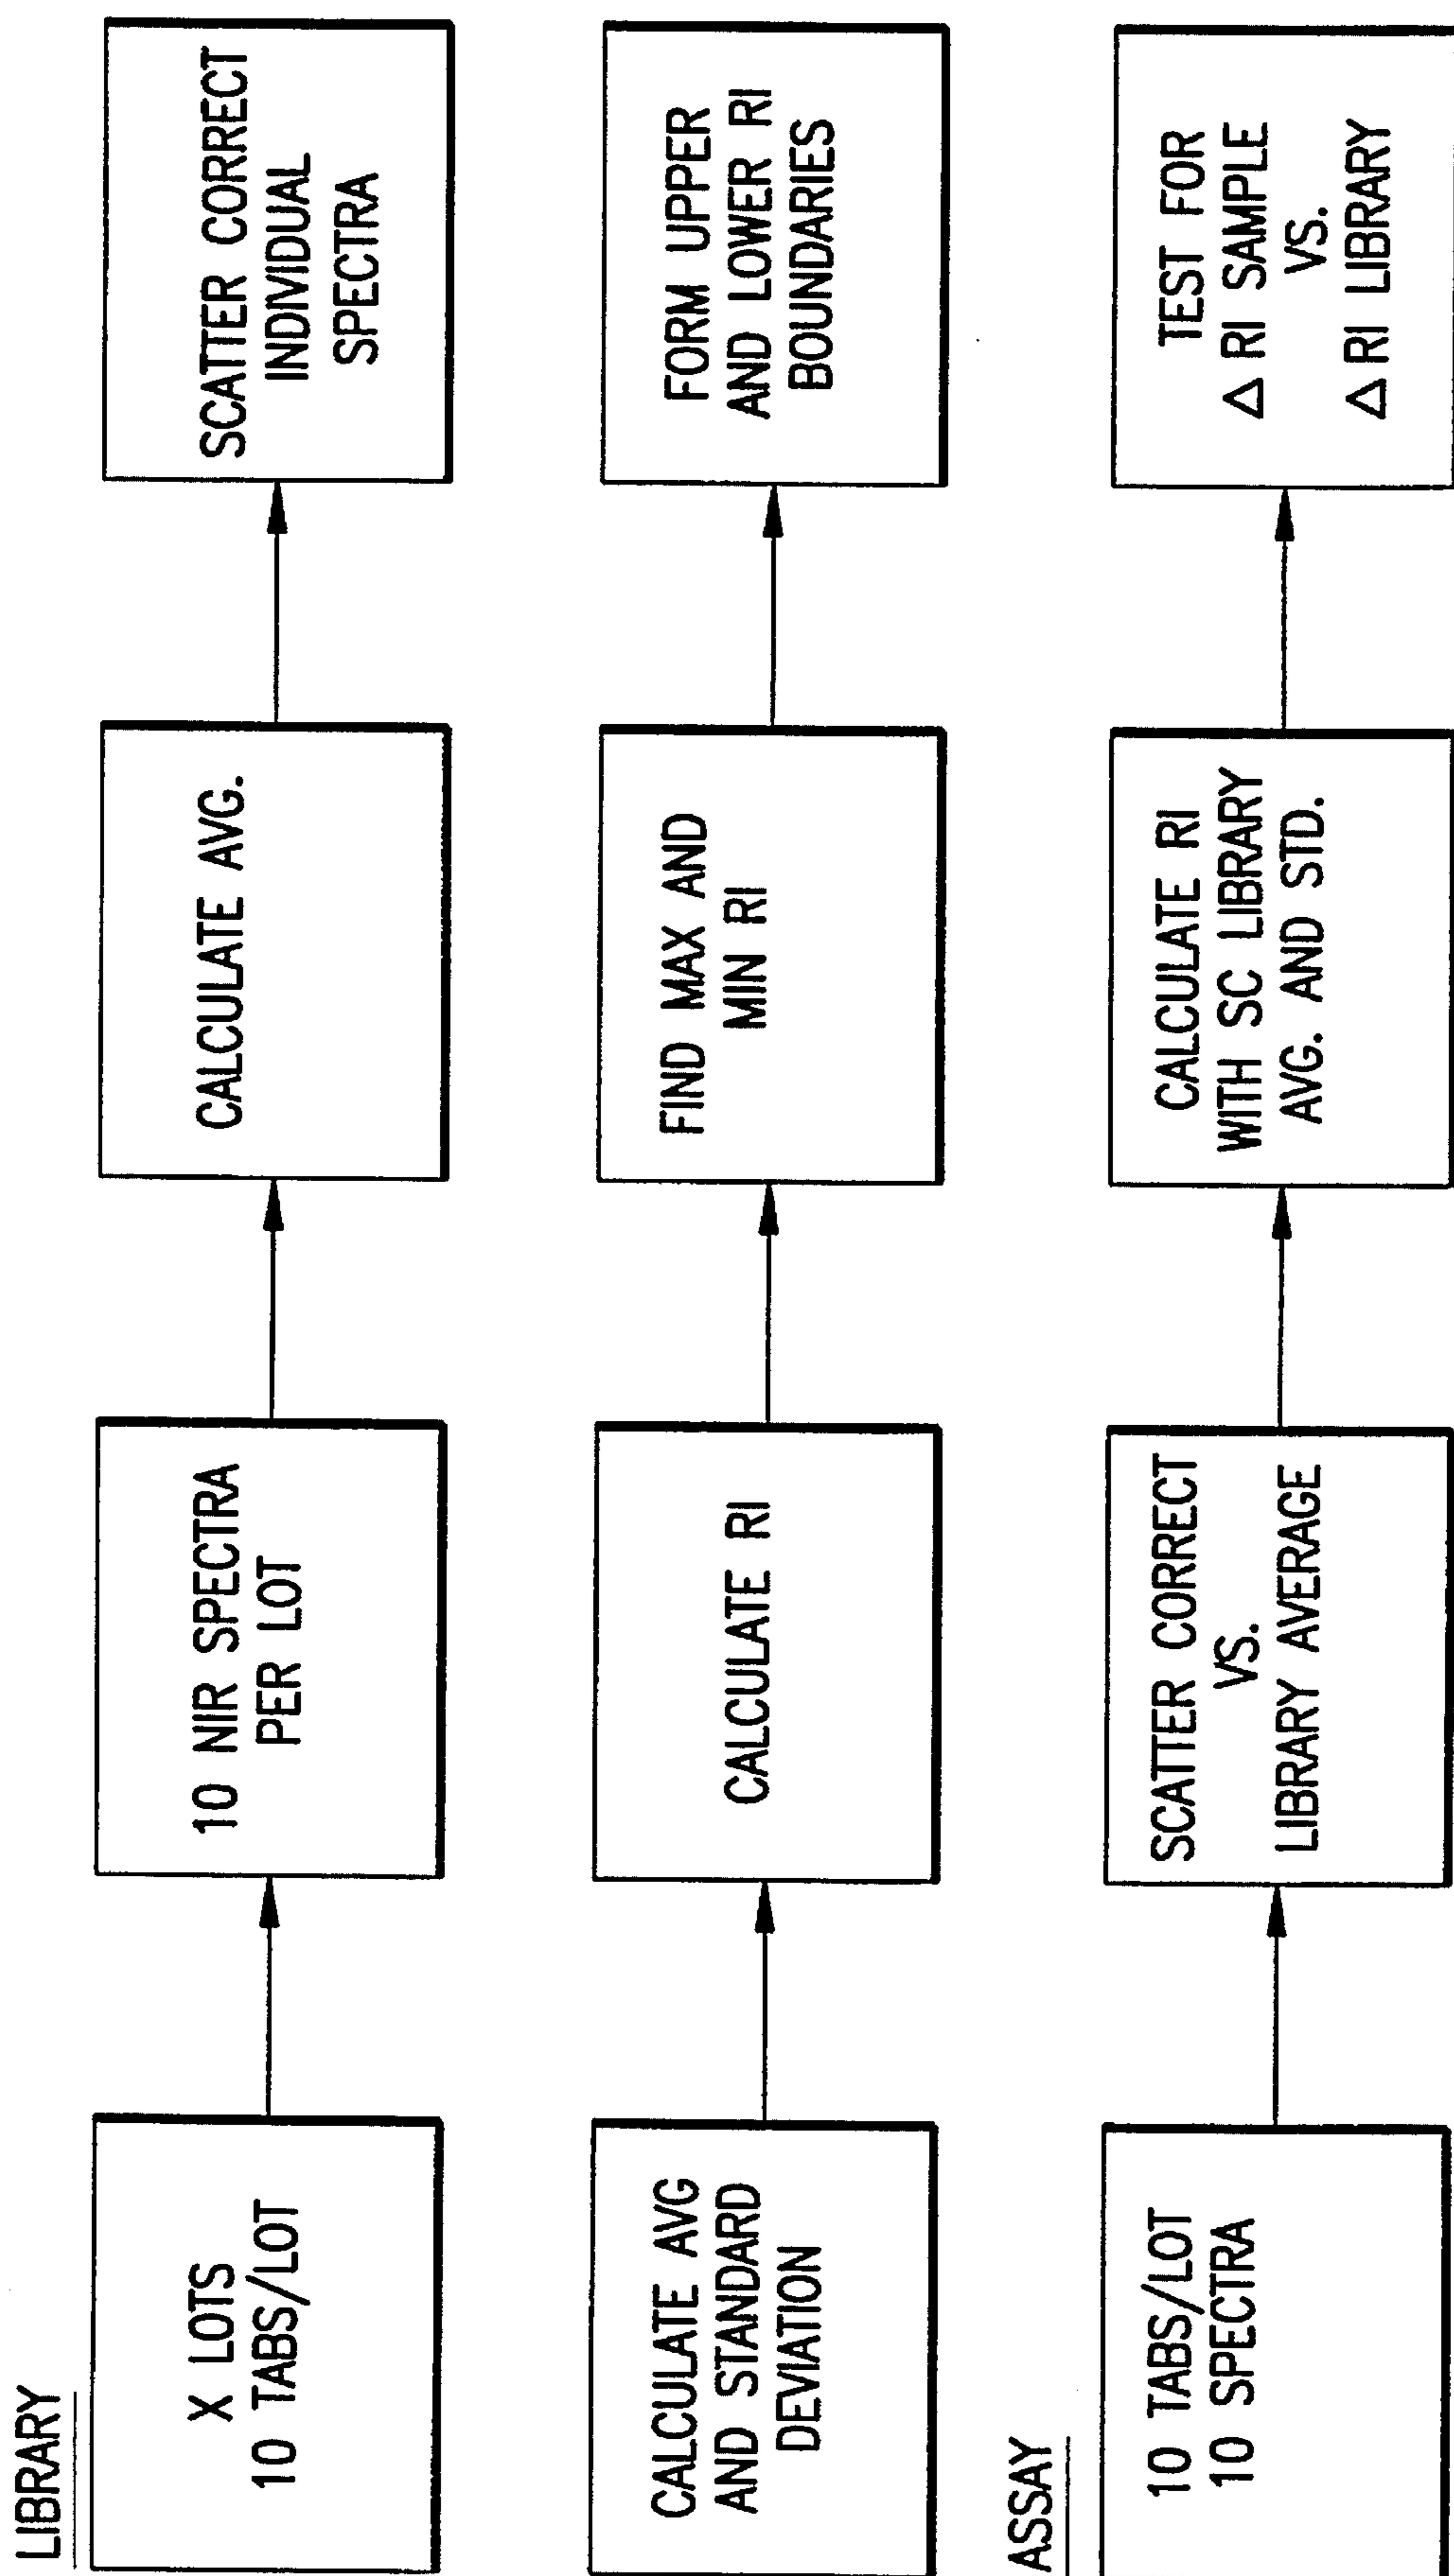 LIBRARY
X LOTS
10 TABS/LOT
10 NIR SPECTRA
PER LOT
CALCULATE AVG.
SCATTER CORRECT
INDIVIDUAL
SPECTRA
CALCULATE AVG
AND STANDARD
DEVIATION
CALCULATE RI
FIND MAX AND
MIN RI
FORM UPPER
AND LOWER RI
BOUNDARIES
ASSAY
10 TABS/LOT
10 SPECTRA
SCATTER CORRECT
VS.
LIBRARY AVERAGE
CALCULATE RI
WITH SC LIBRARY
AVG. AND STD.
TEST FOR
Δ RI SAMPLE
VS.
Δ RI LIBRARY